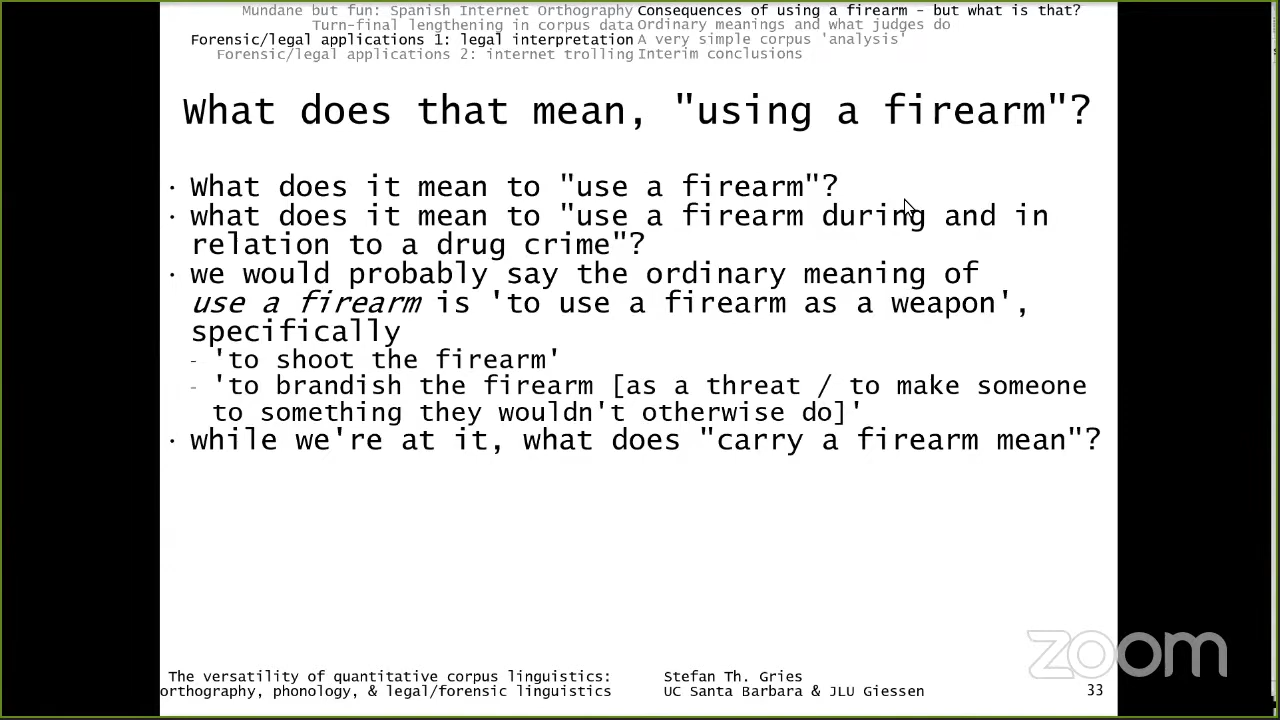 Mundane but fun: Spanish Internet Orthography
Turn-final lengthening in corpus data
Forensic/legal applications 1: legal interpretation
Forensic/legal applications 2: internet trolling
Consequences of using a firearm - but what is that?
Ordinary meanings and what judges do
A very simple corpus 'analysis'
Interim conclusions
What does that mean, "using a firearm"?
· What does it mean to "use a firearm"?
· what does it mean to "use a firearm during and in
relation to a drug crime"?
· we would probably say the ordinary meaning of
use a firearm is 'to use a firearm as a weapon',
specifically
- 'to shoot the firearm'
- 'to brandish the firearm [as a threat / to make someone
to something they wouldn't otherwise do]'
· while we're at it, what does "carry a firearm mean"?
The versatility of quantitative corpus linguistics:
orthography, phonology, & legal/forensic linguistics
Stefan Th. Gries
UC Santa Barbara & JLU Giessen
33
zoom